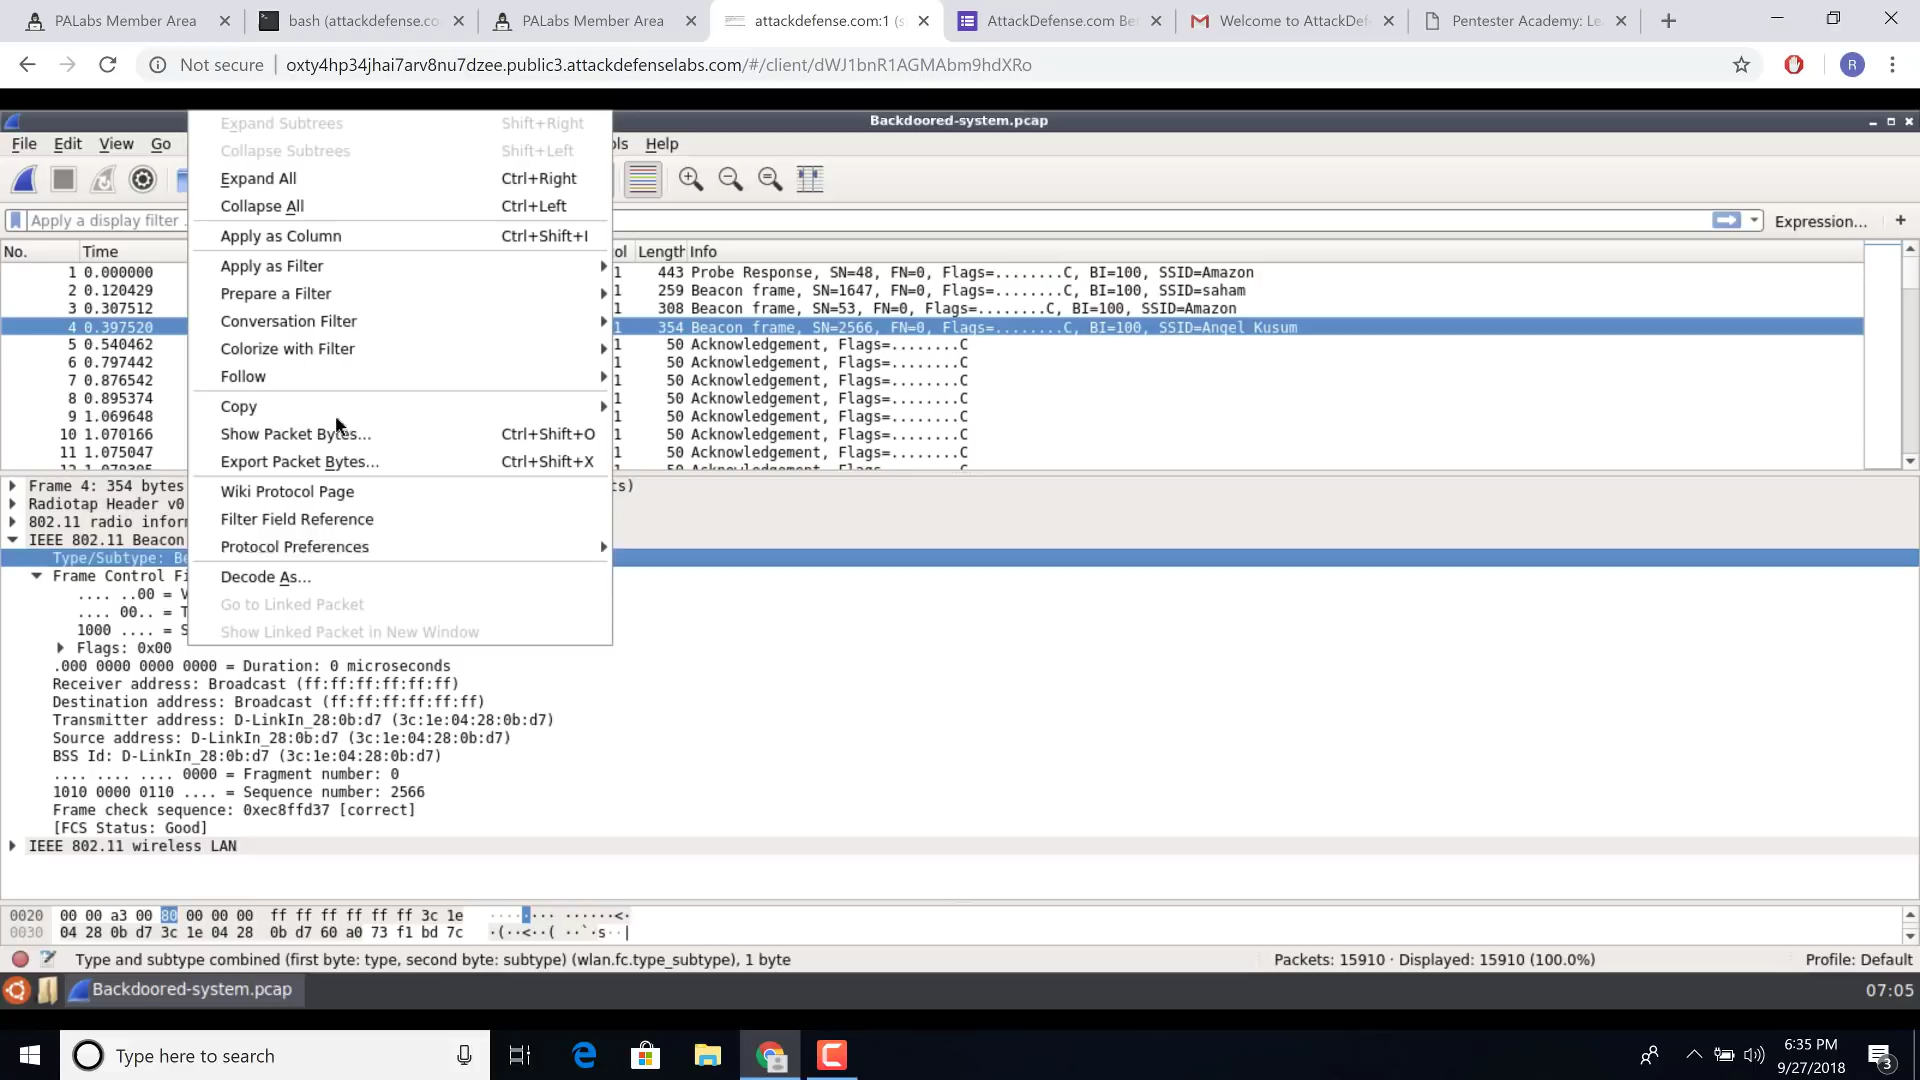 PALabs Member Area
bash (attackdefense.co
PALabs Member Area
attackdefense.com:1 (s
AttackDefense.com Be
Welcome to AttackDef
Pentester Academy: Le
Not secure
oxty4hp34jhai7arv8nu7dzee.public3.attackdefenselabs.com/#/client/dWJ1bnR1AGMAbm9hdXRo
R
Backdoored-system.pcap
File Edit View Go
ols Help
Apply a display filter ..
Expression... +
No. Time
ol Length Info
1 0.000000 1 443 Probe Response, SN=48, FN=0, Flags=........C, BI=100, SSID=Amazon
2 0.120429 259 Beacon frame, SN=1647, FN=0, Flags=........C, BI=100, SSID=saham
3 0.307512 1 308 Beacon frame, SN=53, FN=0, Flags=........C, BI=100, SSID=Amazon
4 0.397520 1 354 Beacon frame, SN=2566, FN=0, Flags=........C, BI=100, SSID=Angel Kusum
5 0.540462 1 50 Acknowledgement, Flags=........C
6 0.797442 1 50 Acknowledgement, Flags=........C
7 0.876542 1 50 Acknowledgement, Flags=........C
8 0.895374 1 50 Acknowledgement, Flags=........C
9 1.069648 1 50 Acknowledgement, Flags=........C
10 1.070166 1 50 Acknowledgement, Flags=........C
11 1.075047 1 50 Acknowledgement, Flags=........C
Expand Subtrees Shift+Right
Collapse Subtrees Shift+Left
Expand All Ctrl+Right
Collapse All Ctrl+Left
Apply as Column Ctrl+Shift+I
Apply as Filter
Prepare a Filter
Conversation Filter
Colorize with Filter
Follow
Copy
Show Packet Bytes... Ctrl+Shift+O
Export Packet Bytes... Ctrl+Shift+X
Wiki Protocol Page
Filter Field Reference
Protocol Preferences
Decode As...
Go to Linked Packet
Show Linked Packet in New Window
Frame 4: 354 bytes
ts)
Radiotap Header v0
802.11 radio infor
IEEE 802.11 Beacon
Type/Subtype: Be
Frame Control Fi
.... ..00 = V
.... 00.. = T
1000 .... = S
Flags: 0x00
.000 0000 0000 0000 = Duration: 0 microseconds
Receiver address: Broadcast (ff:ff:ff:ff:ff:ff)
Destination address: Broadcast (ff:ff:ff:ff:ff:ff)
Transmitter address: D-LinkIn_28:0b:d7 (3c:1e:04:28:0b:d7)
Source address: D-LinkIn_28:0b:d7 (3c:1e:04:28:0b:d7)
BSS Id: D-LinkIn_28:0b:d7 (3c:1e:04:28:0b:d7)
.... .... .... 0000 = Fragment number: 0
1010 0000 0110 .... = Sequence number: 2566
Frame check sequence: 0xec8ffd37 [correct]
[FCS Status: Good]
IEEE 802.11 wireless LAN
0020 00 00 a3 00 80 00 00 00 ff ff ff ff ff ff 3c 1e ········ ······<·
0030 04 28 0b d7 3c 1e 04 28 0b d7 60 a0 73 f1 bd 7c ·(··<··( ··`·s··|
Type and subtype combined (first byte: type, second byte: subtype) (wlan.fc.type_subtype), 1 byte
Packets: 15910 · Displayed: 15910 (100.0%)
Profile: Default
Backdoored-system.pcap
07:05
Type here to search
6:35 PM
9/27/2018
3